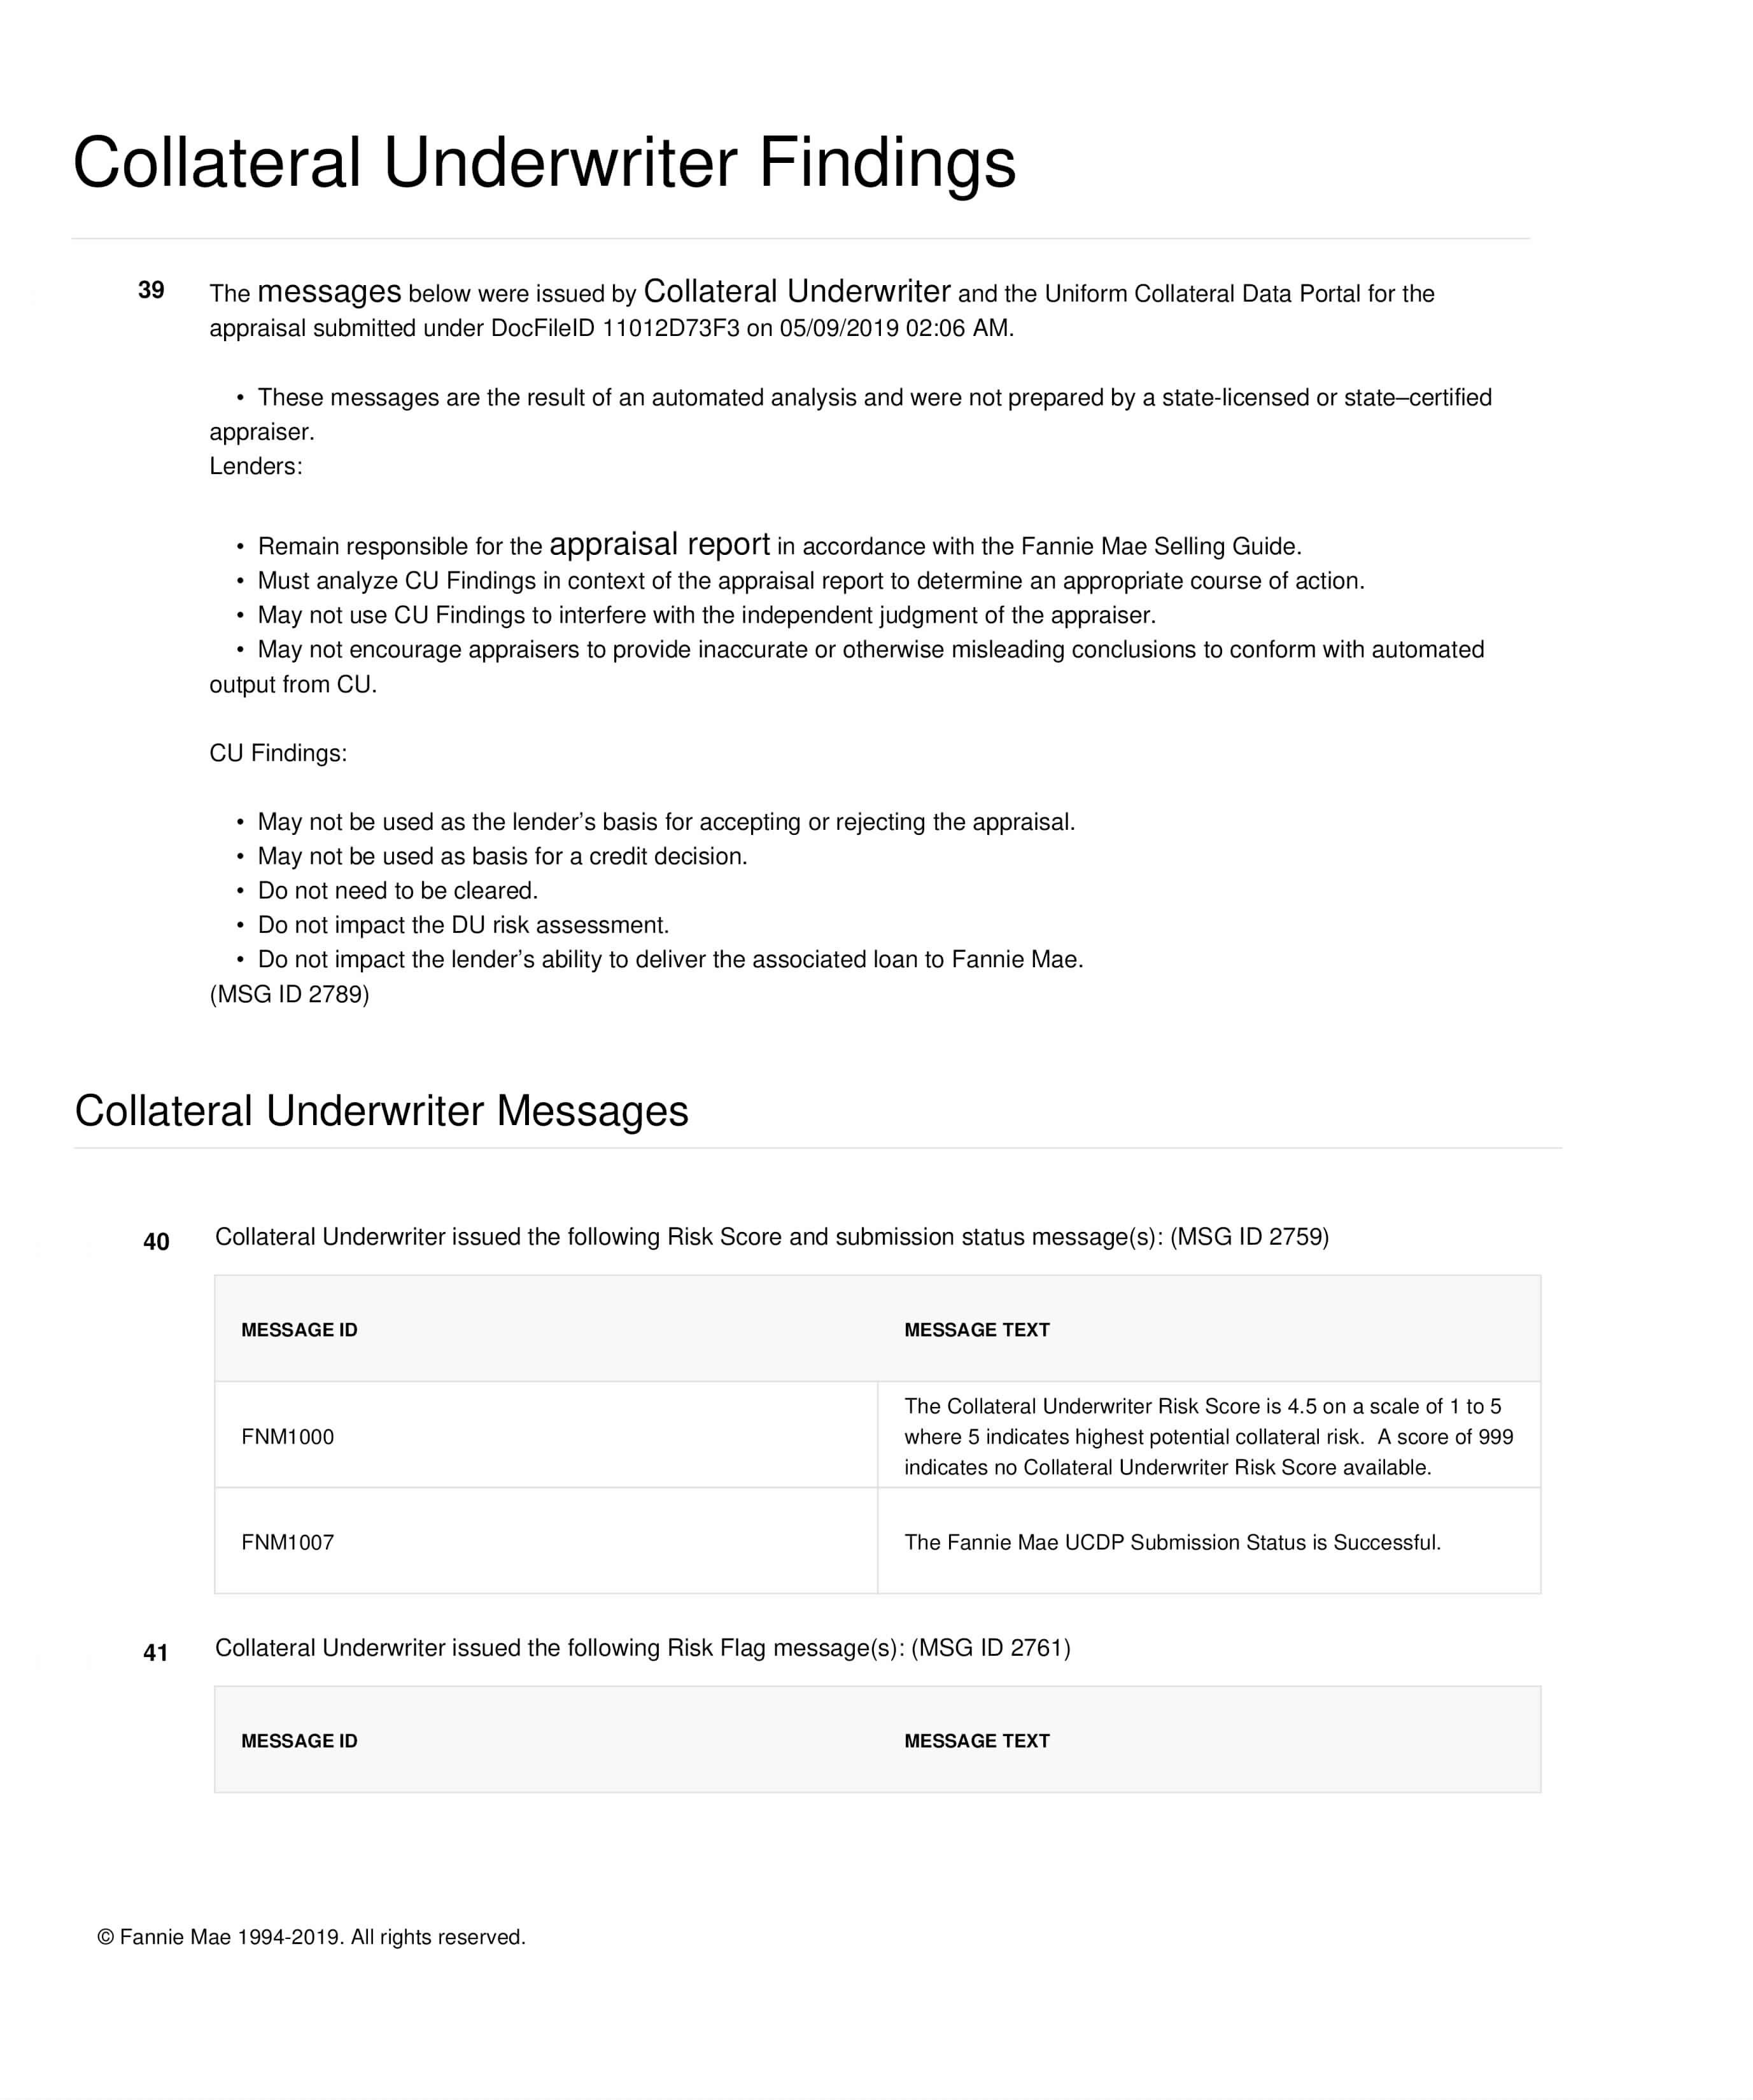 Collateral Underwriter Findings
39 The messages below were issued by Collateral Underwriter and the Uniform Collateral Data Portal for the
appraisal submitted under DocFileID 11012D73F3 on 05/09/2019 02:06 AM.
• These messages are the result of an automated analysis and were not prepared by a state-licensed or state–certified
appraiser.
Lenders:
• Remain responsible for the appraisal report in accordance with the Fannie Mae Selling Guide.
• Must analyze CU Findings in context of the appraisal report to determine an appropriate course of action.
• May not use CU Findings to interfere with the independent judgment of the appraiser.
• May not encourage appraisers to provide inaccurate or otherwise misleading conclusions to conform with automated
output from CU.
CU Findings:
• May not be used as the lender’s basis for accepting or rejecting the appraisal.
• May not be used as basis for a credit decision.
• Do not need to be cleared.
• Do not impact the DU risk assessment.
• Do not impact the lender’s ability to deliver the associated loan to Fannie Mae.
(MSG ID 2789)
Collateral Underwriter Messages
40 Collateral Underwriter issued the following Risk Score and submission status message(s): (MSG ID 2759)
MESSAGE ID MESSAGE TEXT
FNM1000
The Collateral Underwriter Risk Score is 4.5 on a scale of 1 to 5
where 5 indicates highest potential collateral risk. A score of 999
indicates no Collateral Underwriter Risk Score available.
FNM1007 The Fannie Mae UCDP Submission Status is Successful.
41 Collateral Underwriter issued the following Risk Flag message(s): (MSG ID 2761)
MESSAGE ID MESSAGE TEXT
© Fannie Mae 1994-2019. All rights reserved.